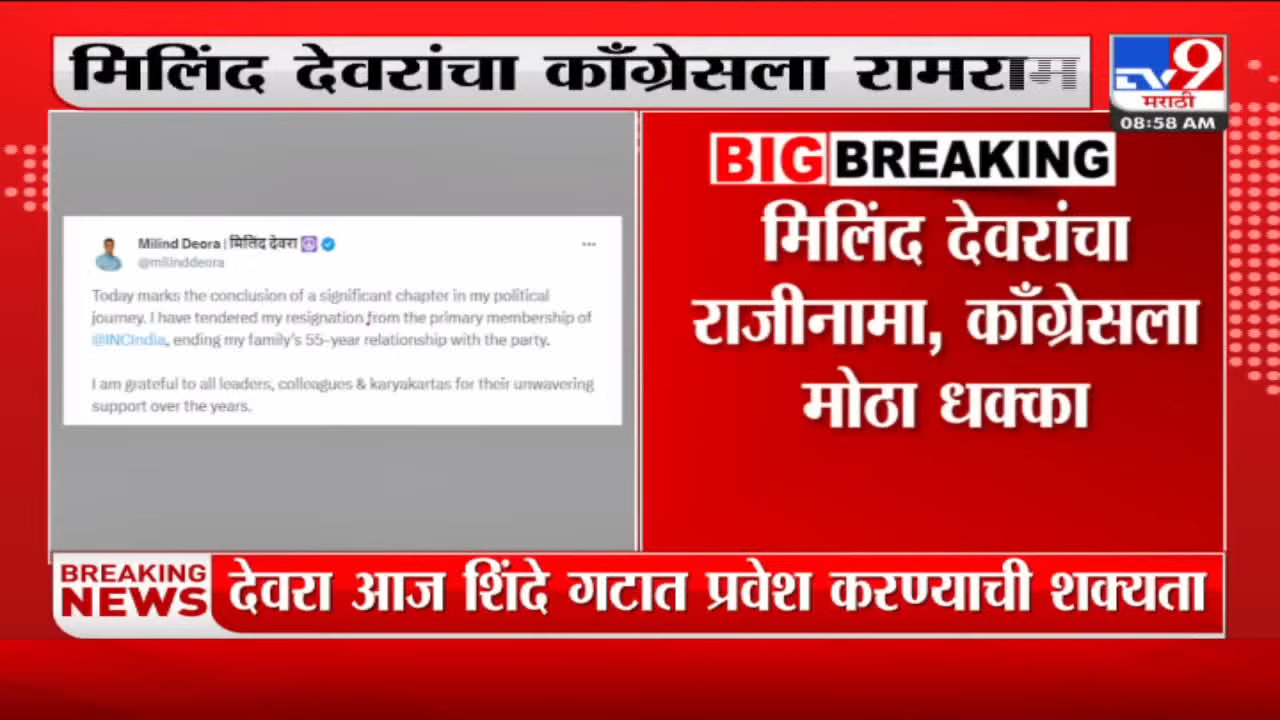 मिलिंद देवरांचा काँग्रेसला रामराम
TV9
मराठी
08:58 AM
BIG BREAKING
मिलिंद देवरांचा
राजीनामा, काँग्रेसला
मोठा धक्का
Milind Deora | मिलिंद देवरा
@milinddeora
Today marks the conclusion of a significant chapter in my political
journey. I have tendered my resignation from the primary membership of
@INCIndia, ending my family's 55-year relationship with the party.
I am grateful to all leaders, colleagues & karyakartas for their unwavering
support over the years.
BREAKING
NEWS
देवरा आज शिंदे गटात प्रवेश करण्याची शक्यता